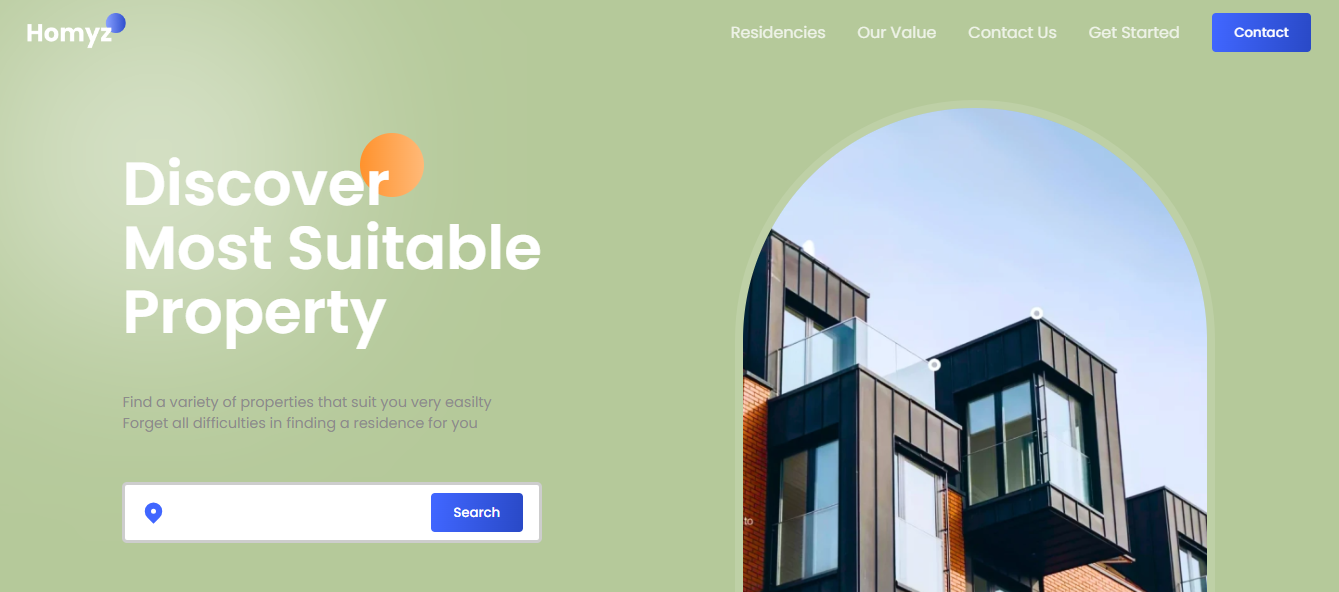 Homyz
Residencies
Our Value
Contact Us
Get Started
Contact
Discover
Most Suitable
Property
Find a variety of properties that suit you very easilty
Forget all difficulties in finding a residence for you
Search
to